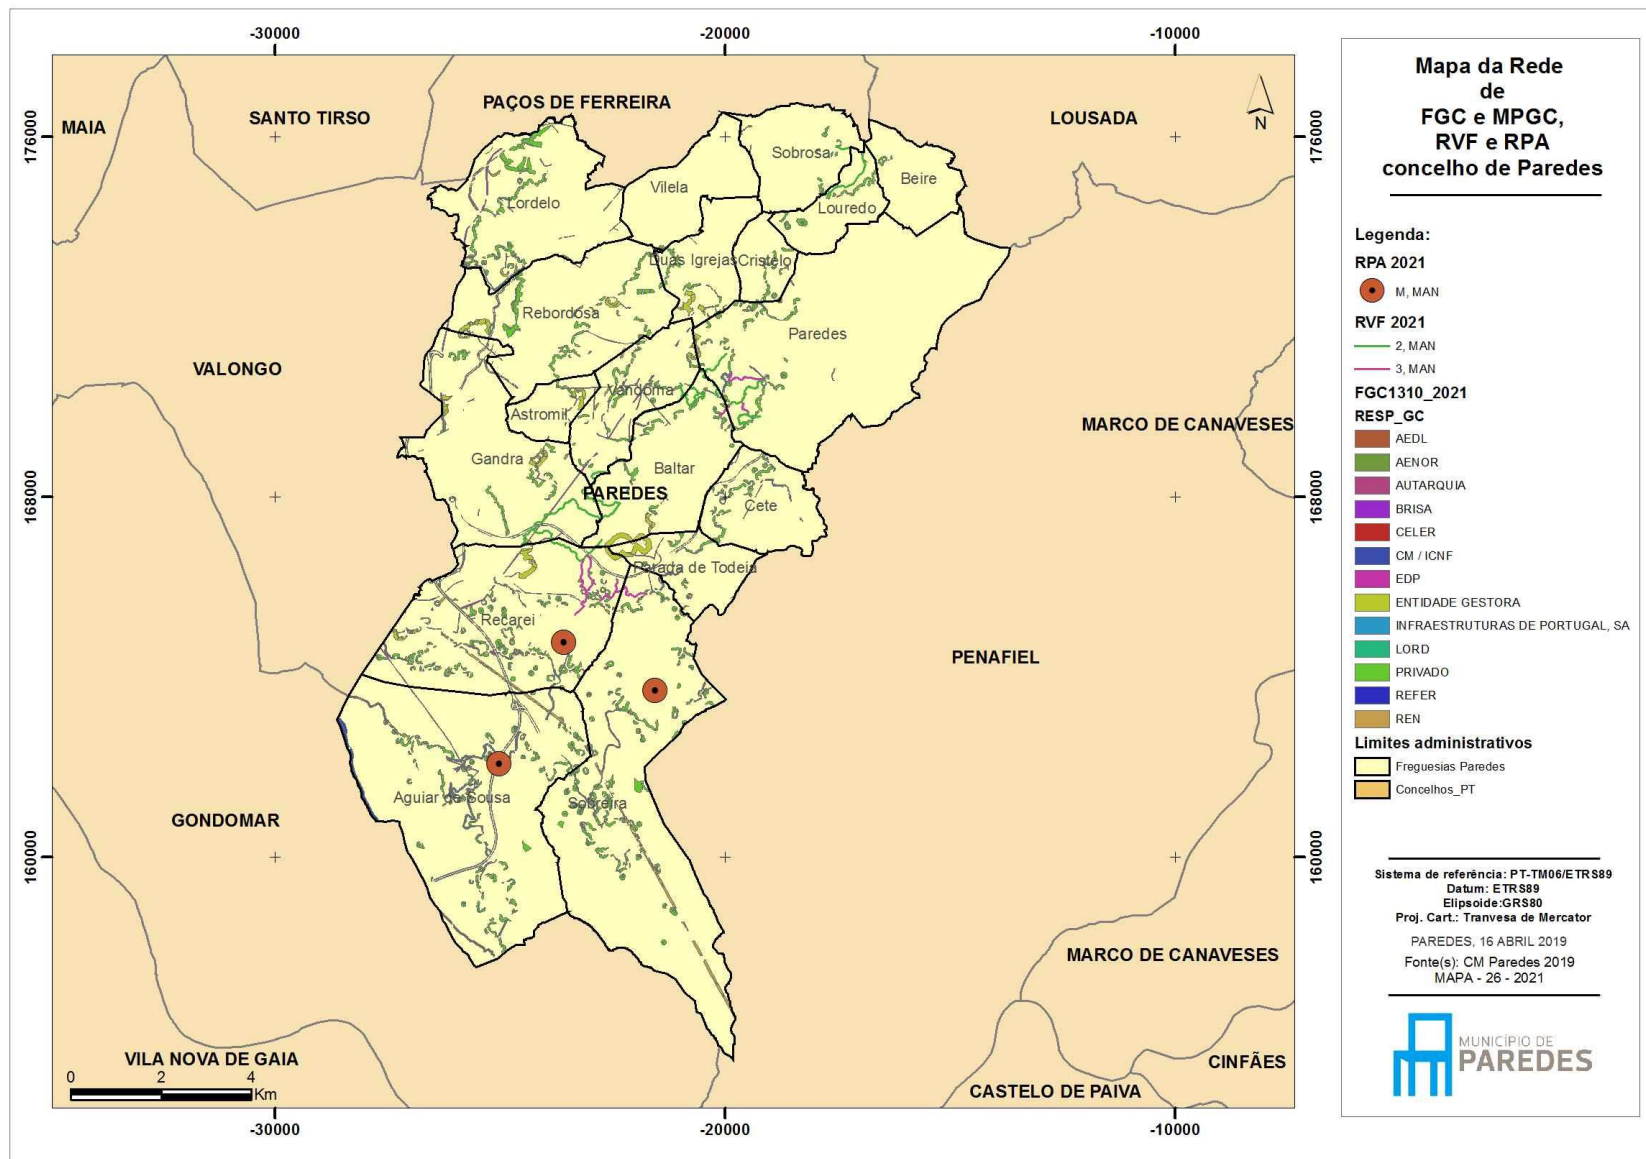 -30000
-20000
-10000
176000
176000
168000
168000
160000
160000
MAIA
SANTO TIRSO
PAÇOS DE FERREIRA
LOUSADA
Sobrosa
Beire
Vilela
Lordelo
Louredo
Duas Igrejas
Cristelo
Rebordosa
Paredes
VALONGO
Vandoma
Astromil
MARCO DE CANAVESES
Gandra
Baltar
PAREDES
Cete
Parada de Todeia
Recarei
PENAFIEL
Aguiar de Sousa
Sobreira
GONDOMAR
MARCO DE CANAVESES
VILA NOVA DE GAIA
CINFÃES
CASTELO DE PAIVA
0 2 4
Km
N
-30000
-20000
-10000
Mapa da Rede
de
FGC e MPGC,
RVF e RPA
concelho de Paredes
Legenda:
RPA 2021
M, MAN
RVF 2021
2, MAN
3, MAN
FGC1310_2021
RESP_GC
AEDL
AENOR
AUTARQUIA
BRISA
CELER
CM / ICNF
EDP
ENTIDADE GESTORA
INFRAESTRUTURAS DE PORTUGAL, SA
LORD
PRIVADO
REFER
REN
Limites administrativos
Freguesias Paredes
Concelhos_PT
Sistema de referência: PT-TM06/ETRS89
Datum: ETRS89
Elipsoide:GRS80
Proj. Cart.: Tranvesa de Mercator
PAREDES, 16 ABRIL 2019
Fonte(s): CM Paredes 2019
MAPA - 26 - 2021
MUNICÍPIO DE
PAREDES